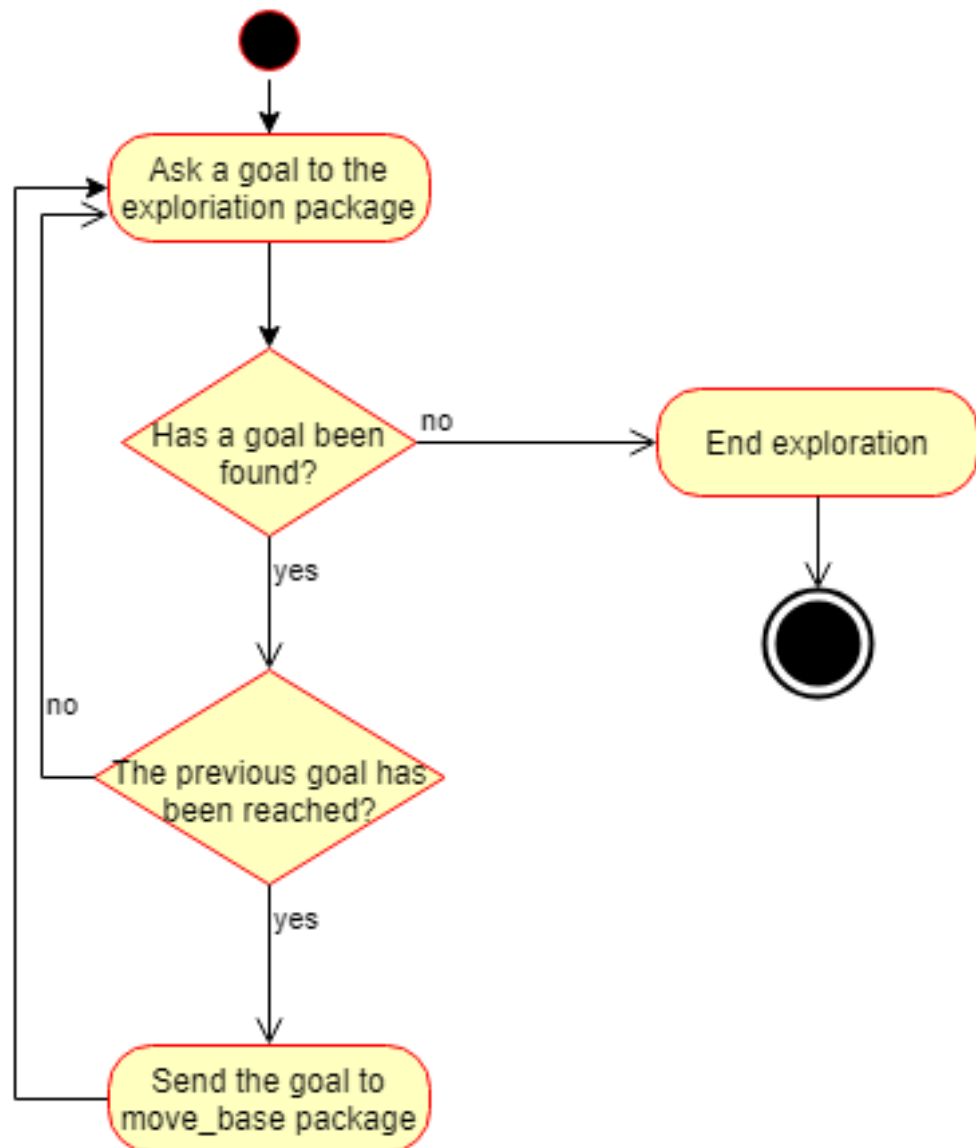 Ask a goal to the
exploriation package
Has a goal been
found?
no
End exploration
yes
no
The previous goal has
been reached?
yes
Send the goal to
move_base package